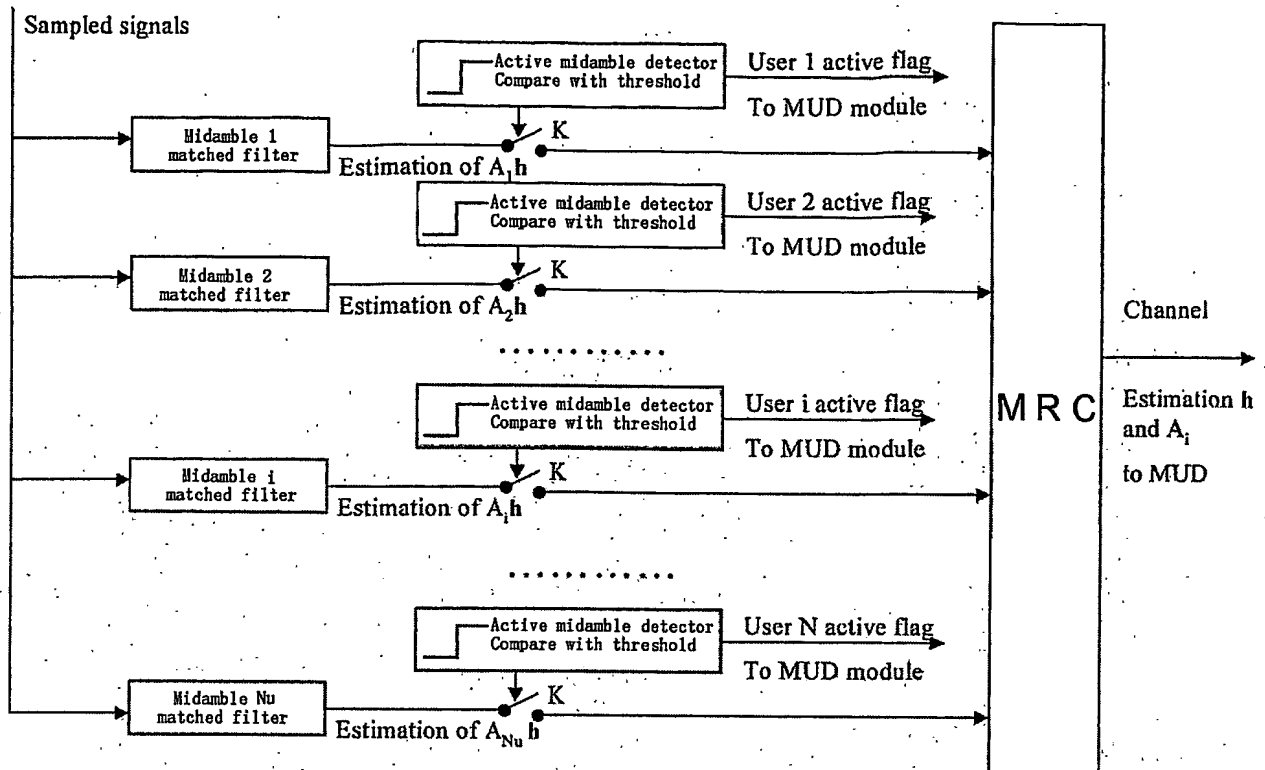 Sampled signals
Active midamble detector
Compare with threshold
User 1 active flag
To MUD module
Midamble 1
matched filter
K
Estimation of A₁h
Active midamble detector
Compare with threshold
User 2 active flag
To MUD module
Midamble 2
matched filter
K
Estimation of A₂h
Active midamble detector
Compare with threshold
User i active flag
To MUD module
Midamble i
matched filter
K
Estimation of Aᵢh
Active midamble detector
Compare with threshold
User N active flag
To MUD module
Midamble Nu
matched filter
K
Estimation of A_Nu h
MRC
Channel
Estimation h
and Aᵢ
to MUD